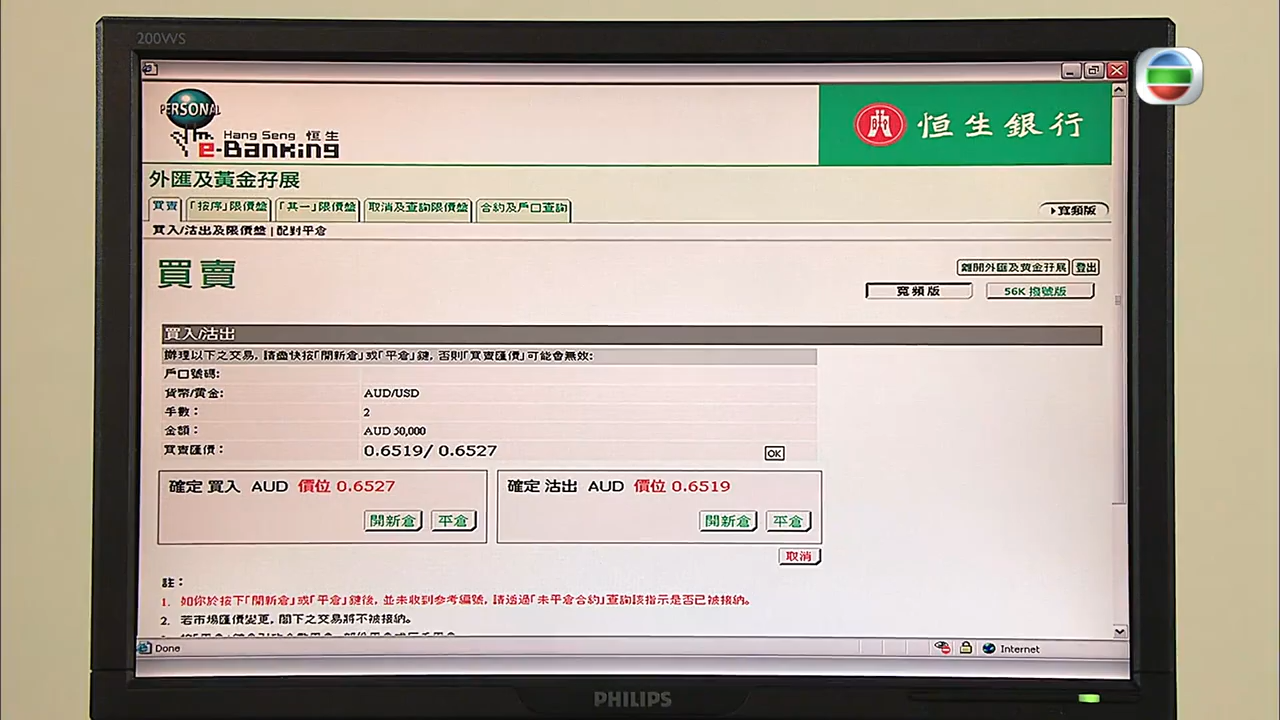 200WS
PERSONAL
Hang Seng 恒生
e-Banking
恒生銀行
外匯及黃金孖展
買賣 「按序」限價盤 「其一」限價盤 取消及查詢限價盤 合約及戶口查詢
寬頻版
買入/沽出及限價盤 | 配對平倉
買賣
離開外匯及黃金孖展 登出
寬頻版 56K 撥號版
買入/沽出
辦理以下之交易, 請盡快按「開新倉」或「平倉」鍵, 否則「買賣匯價」可能會無效:
戶口號碼:
貨幣/黃金: AUD/USD
手數: 2
金額: AUD 50,000
買賣匯價: 0.6519/ 0.6527
OK
確定 買入 AUD 價位 0.6527
開新倉 平倉
確定 沽出 AUD 價位 0.6519
開新倉 平倉
取消
註:
1. 如你於按下「開新倉」或「平倉」鍵後, 並未收到參考編號, 請透過「未平倉合約」查詢該指示是否已被接納。
2. 若市場匯價變更, 閣下之交易將不被接納。
Done
Internet
PHILIPS